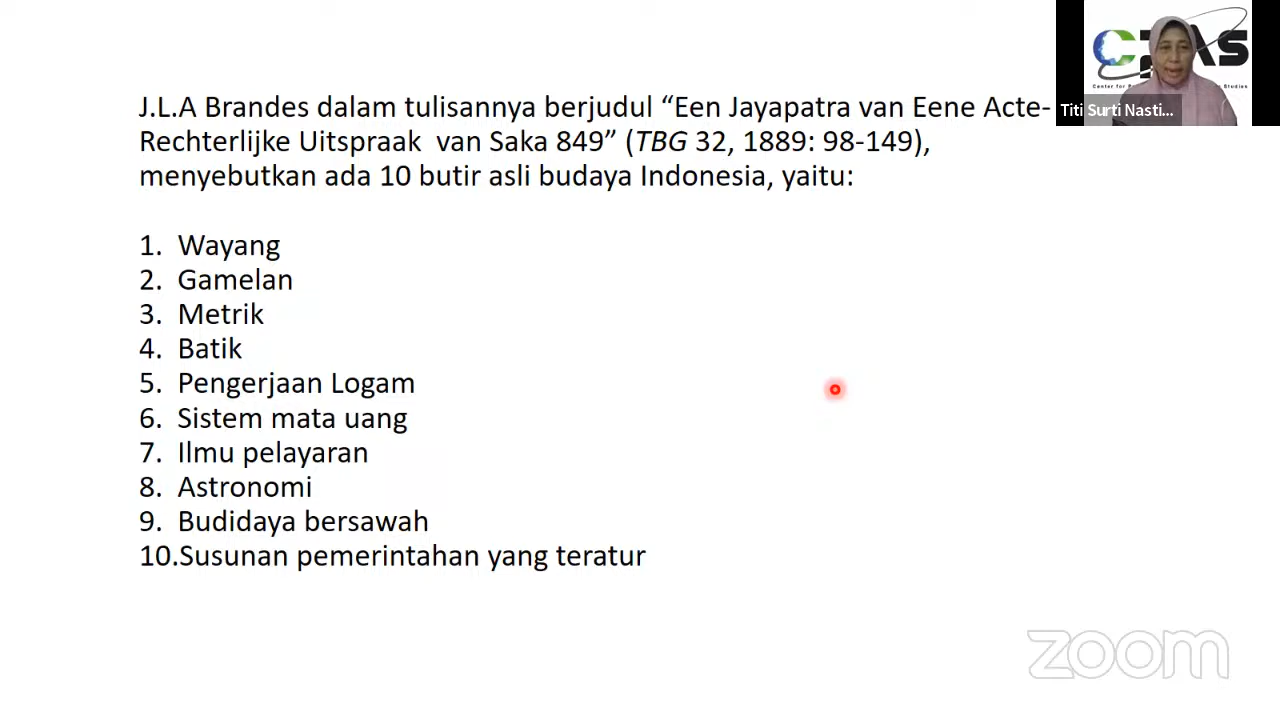 J.L.A Brandes dalam tulisannya berjudul “Een Jayapatra van Eene Acte-
Rechterlijke Uitspraak van Saka 849” (TBG 32, 1889: 98-149),
menyebutkan ada 10 butir asli budaya Indonesia, yaitu:
1. Wayang
2. Gamelan
3. Metrik
4. Batik
5. Pengerjaan Logam
6. Sistem mata uang
7. Ilmu pelayaran
8. Astronomi
9. Budidaya bersawah
10.Susunan pemerintahan yang teratur
Titi Surti Nasti...
zoom